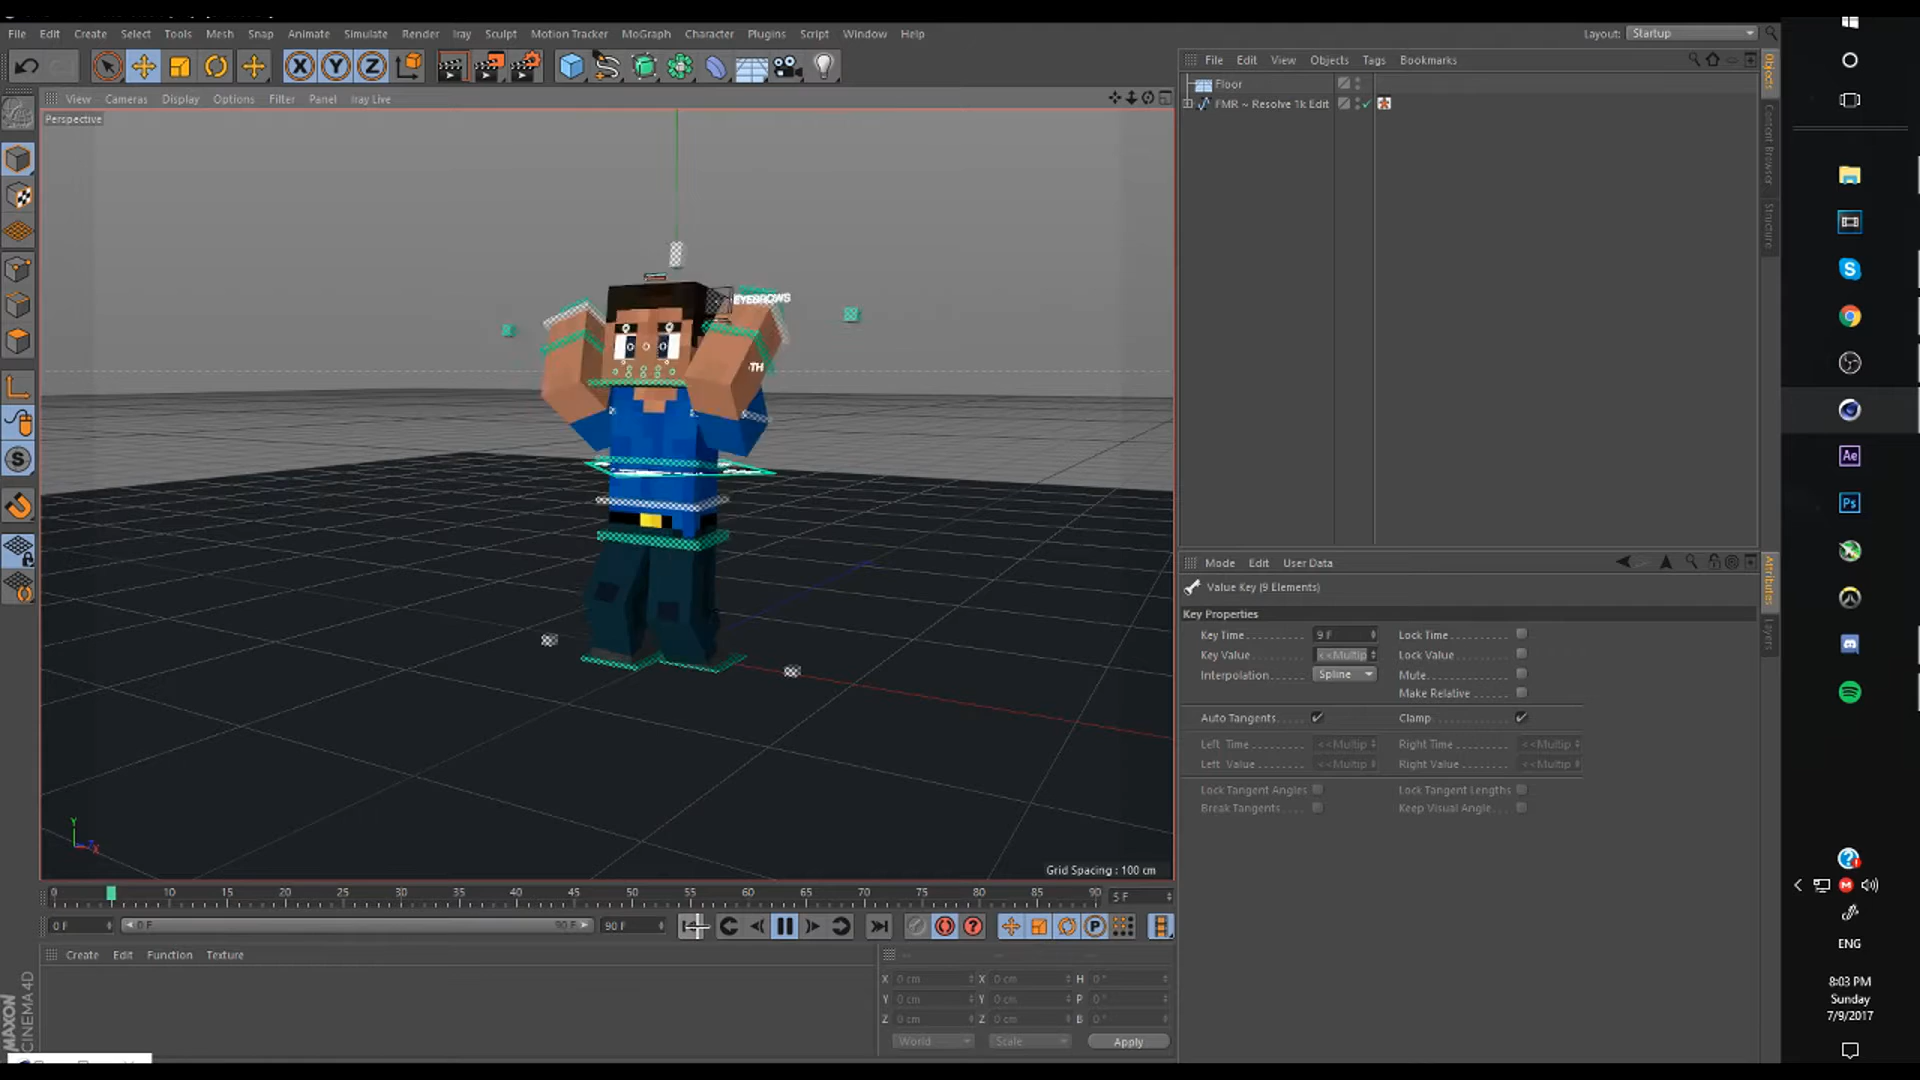 File Edit Create Select Tools Mesh Snap Animate Simulate Render Iray Sculpt Motion Tracker MoGraph Character Plugins Script Window Help
Layout: Startup
X Y Z
File Edit View Objects Tags Bookmarks
View Cameras Display Options Filter Panel Iray Live
Perspective
Floor
FMR ~ Resolve 1k Edit
Objects
Content Browser
Structure
EYEBROWS
TH
Mode Edit User Data
Value Key (9 Elements)
Key Properties
Key Time 9 F Lock Time
Key Value <<Multip Lock Value
Interpolation Spline Mute
Make Relative
Auto Tangents Clamp
Left Time <<Multip Right Time <<Multip
Left Value <<Multip Right Value <<Multip
Lock Tangent Angles Lock Tangent Lengths
Break Tangents Keep Visual Angle
Attributes
Layers
Y
Z X
Grid Spacing : 100 cm
0 10 15 20 25 30 35 40 45 50 55 60 65 70 75 80 85 90 5 F
0 F 0 F 90 F 90 F
P
Create Edit Function Texture
X 0 cm X 0 cm H 0 °
Y 0 cm Y 0 cm P 0 °
Z 0 cm Z 0 cm B 0 °
World Scale Apply
MAXON
CINEMA 4D
S
Ae
Ps
ENG
8:03 PM
Sunday
7/9/2017